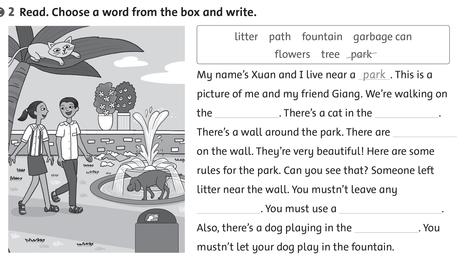 2 Read. Choose a word from the box and write.
litter path fountain garbage can
flowers tree park
My name's Xuan and I live near a park. This is a
picture of me and my friend Giang. We're walking on
the ____________. There's a cat in the ____________.
There's a wall around the park. There are ____________
on the wall. They're very beautiful! Here are some
rules for the park. Can you see that? Someone left
litter near the wall. You mustn't leave any
____________. You must use a ____________.
Also, there's a dog playing in the ____________. You
mustn't let your dog play in the fountain.